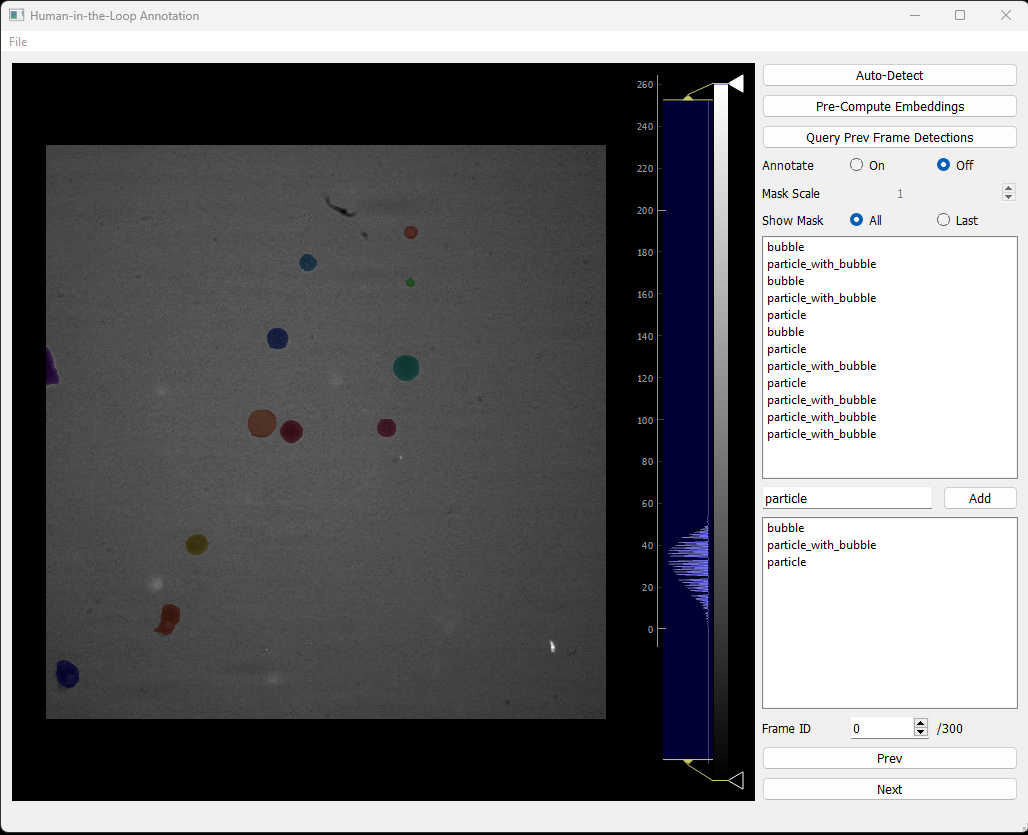 Human-in-the-Loop Annotation
File
260
240
220
200
180
160
140
120
100
80
60
40
20
0
Auto-Detect
Pre-Compute Embeddings
Query Prev Frame Detections
Annotate On Off
Mask Scale 1
Show Mask All Last
bubble
particle_with_bubble
bubble
particle_with_bubble
particle
bubble
particle
particle_with_bubble
particle
particle_with_bubble
particle_with_bubble
particle_with_bubble
particle Add
bubble
particle_with_bubble
particle
Frame ID 0 /300
Prev
Next